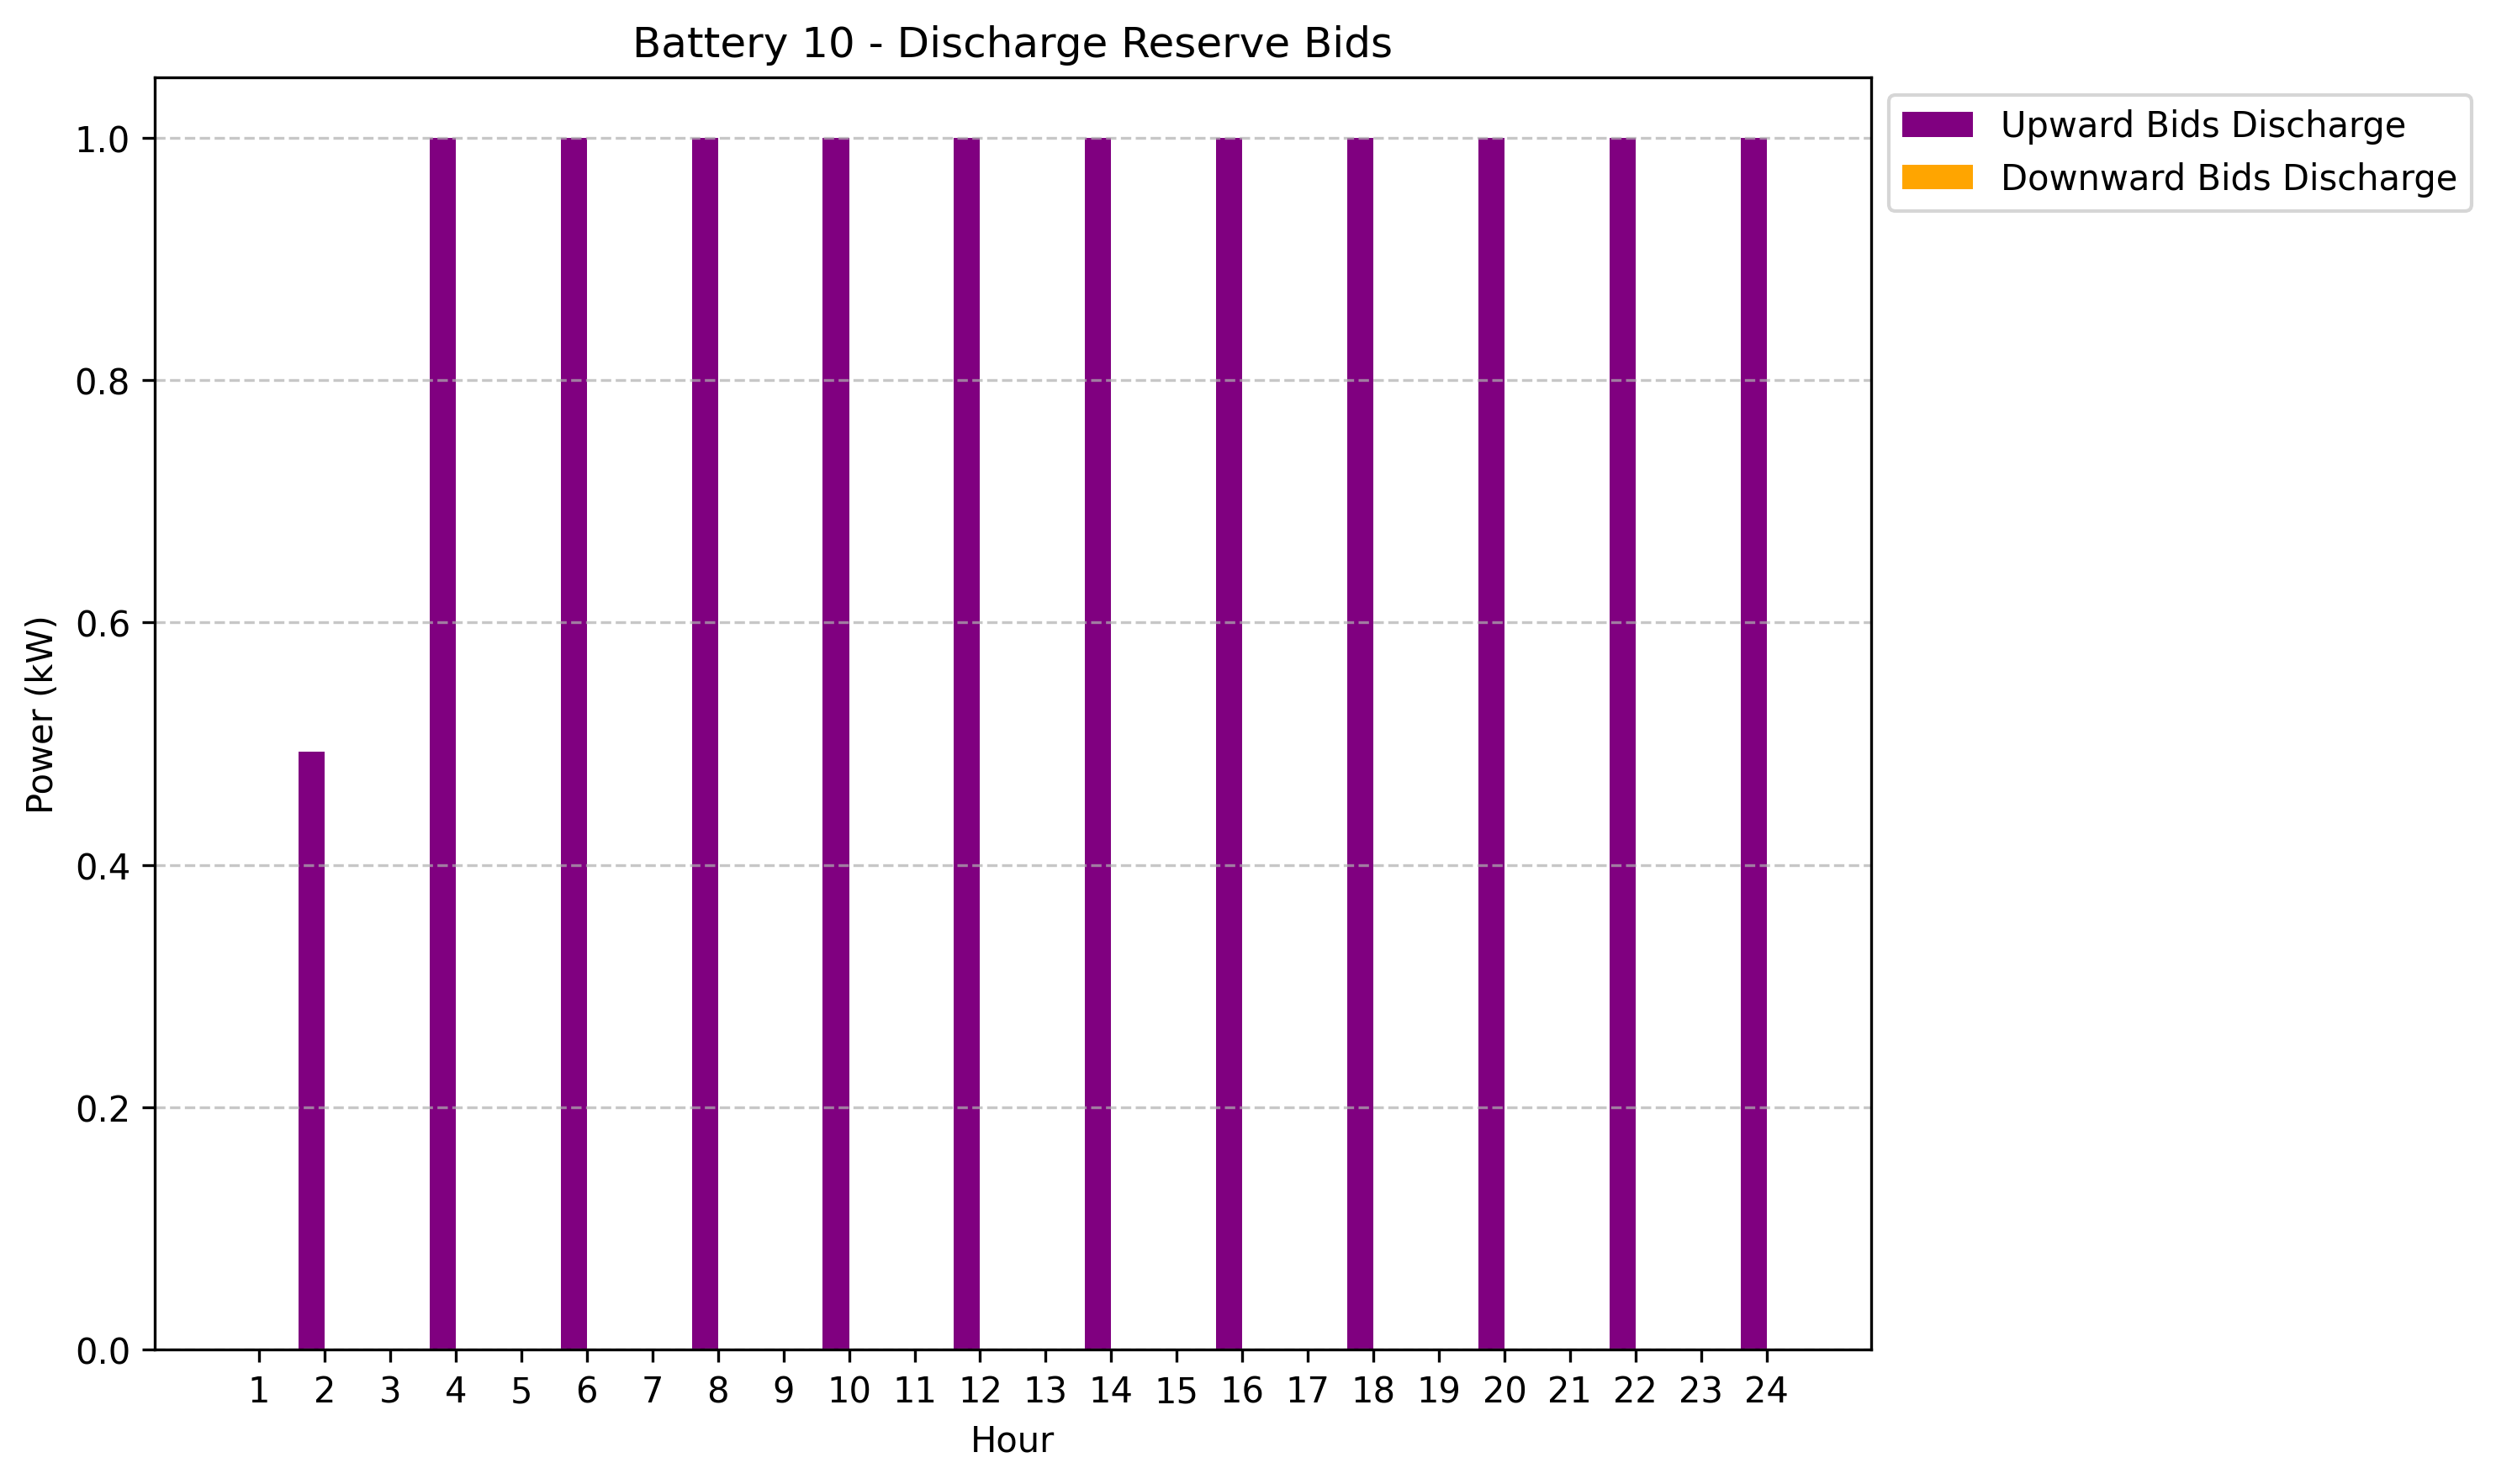 Battery 10 - Discharge Reserve Bids
Upward Bids Discharge
Downward Bids Discharge
1.0
0.8
0.6
0.4
0.2
0.0
Power (kW)
1 2 3 4 5 6 7 8 9 10 11 12 13 14 15 16 17 18 19 20 21 22 23 24
Hour